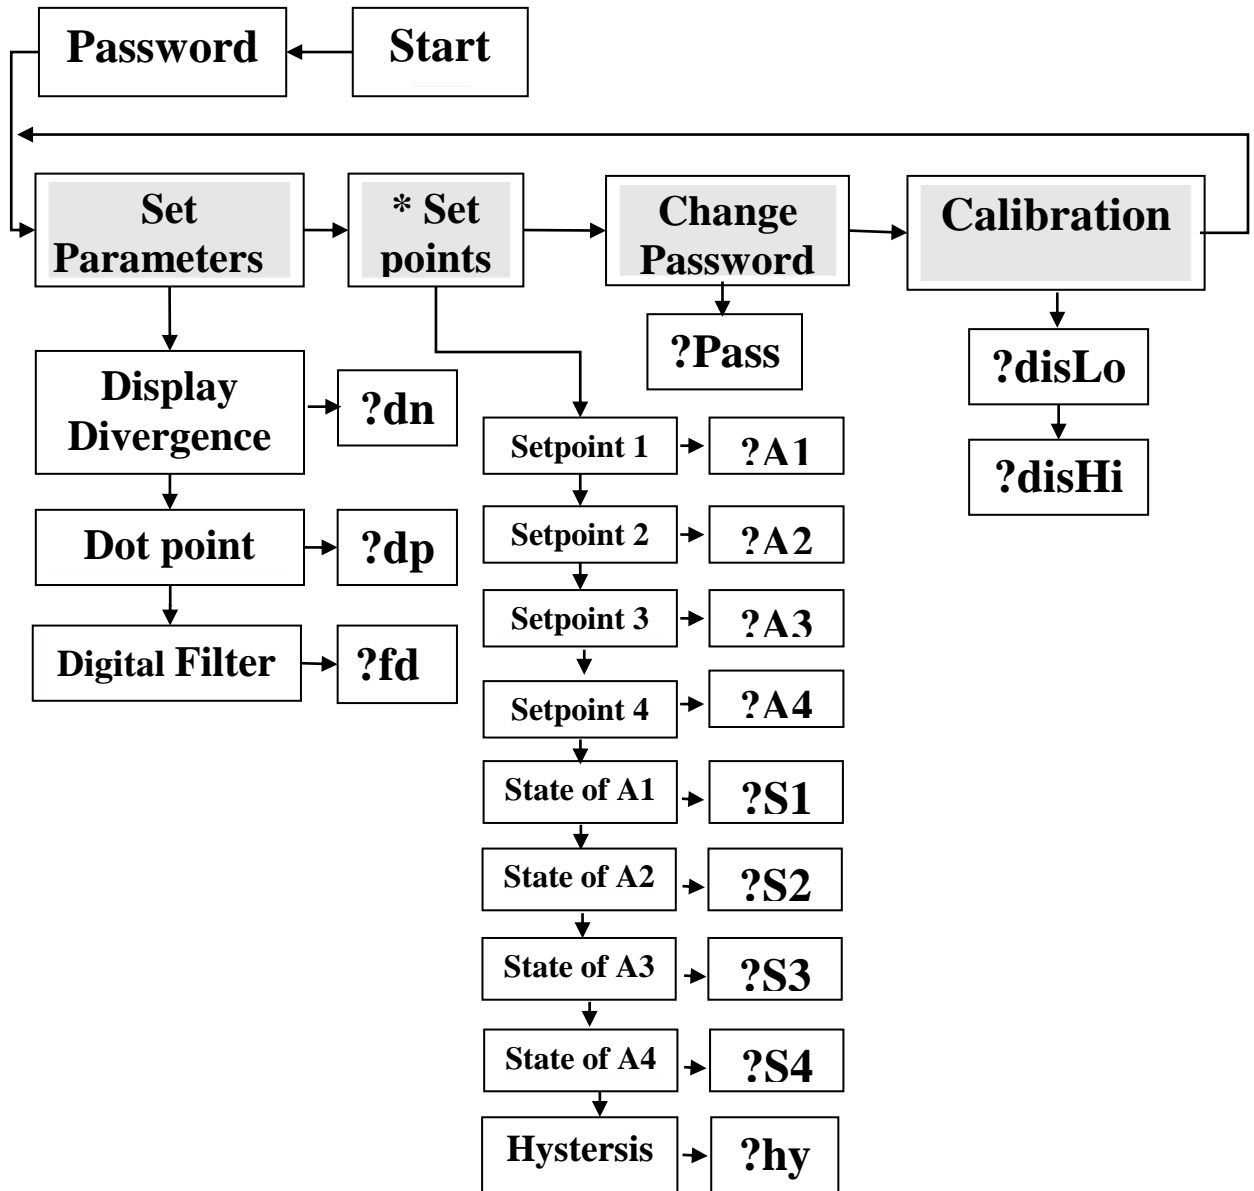 Password
Start
Set
Parameters
* Set
points
Change
Password
Calibration
Display
Divergence
?dn
Dot point
?dp
Digital Filter
?fd
Setpoint 1
?A1
Setpoint 2
?A2
Setpoint 3
?A3
Setpoint 4
?A4
State of A1
?S1
State of A2
?S2
State of A3
?S3
State of A4
?S4
Hystersis
?hy
?Pass
?disLo
?disHi